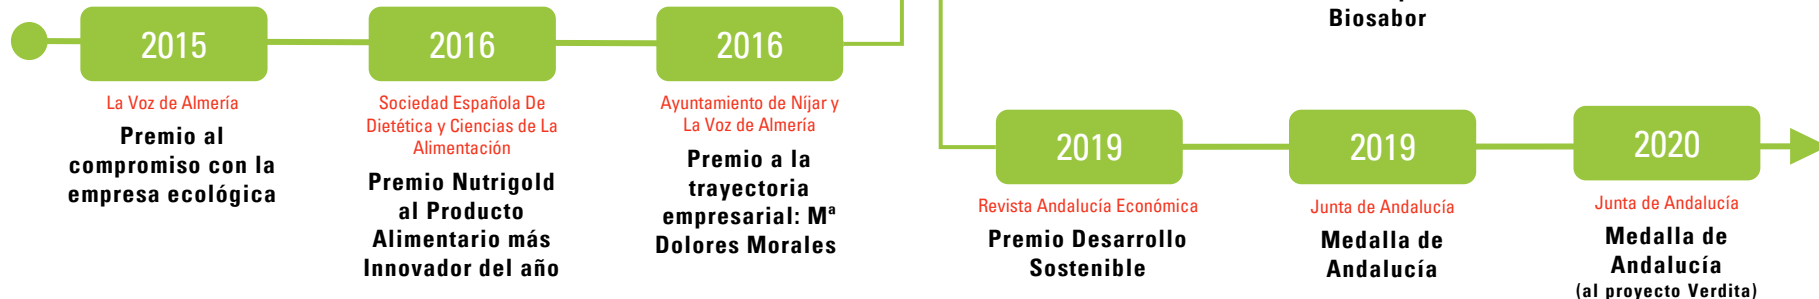 2015
La Voz de Almería
Premio al
compromiso con la
empresa ecológica
2016
Sociedad Española De
Dietética y Ciencias de La
Alimentación
Premio Nutrigold
al Producto
Alimentario más
Innovador del año
2016
Ayuntamiento de Níjar y
La Voz de Almería
Premio a la
trayectoria
empresarial: Mª
Dolores Morales
Biosabor
2019
Revista Andalucía Económica
Premio Desarrollo
Sostenible
2019
Junta de Andalucía
Medalla de
Andalucía
2020
Junta de Andalucía
Medalla de
Andalucía
(al proyecto Verdita)